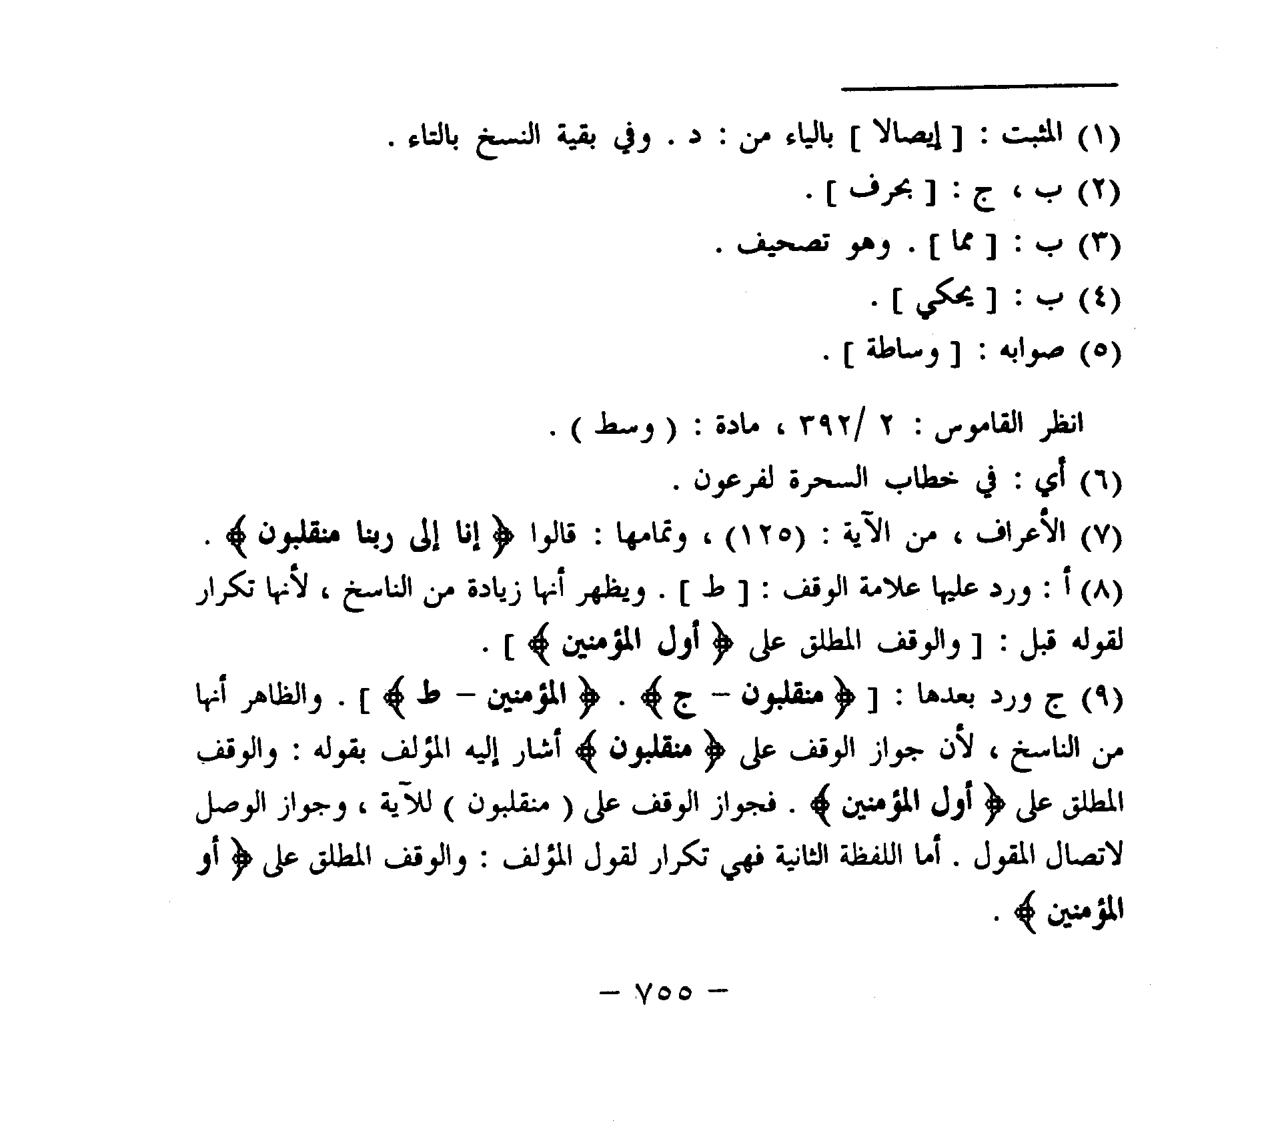 (١) المثبت : [ إيصالا ] بالياء من : د . وفي بقية النسخ بالتاء .
(٢) ب ، ج : [ بحرف ] .
(٣) ب : [ مما ] . وهو تصحيف .
(٤) ب : [ يحكي ] .
(٥) صوابه : [ وساطة ] .
انظر القاموس : ٢ /٣٩٢ ، مادة : ( وسط ) .
(٦) أي : في خطاب السحرة لفرعون .
(٧) الأعراف ، من الآية : (١٢٥) ، وتمامها : قالوا ﴿ إنا إلى ربنا منقلبون ﴾ .
(٨) أ : ورد عليها علامة الوقف : [ ط ] . ويظهر أنها زيادة من الناسخ ، لأنها تكرار
لقوله قبل : [ والوقف المطلق على ﴿ أول المؤمنين ﴾ ] .
(٩) ج ورد بعدها : [ ﴿ منقلبون – ج ﴾ . ﴿ المؤمنين – ط ﴾ ] . والظاهر أنها
من الناسخ ، لأن جواز الوقف على ﴿ منقلبون ﴾ أشار إليه المؤلف بقوله : والوقف
المطلق على ﴿ أول المؤمنين ﴾ . فجواز الوقف على ( منقلبون ) للآية ، وجواز الوصل
لاتصال المقول . أما اللفظة الثانية فهي تكرار لقول المؤلف : والوقف المطلق على ﴿ أو
المؤمنين ﴾ .
– ٧٥٥ –